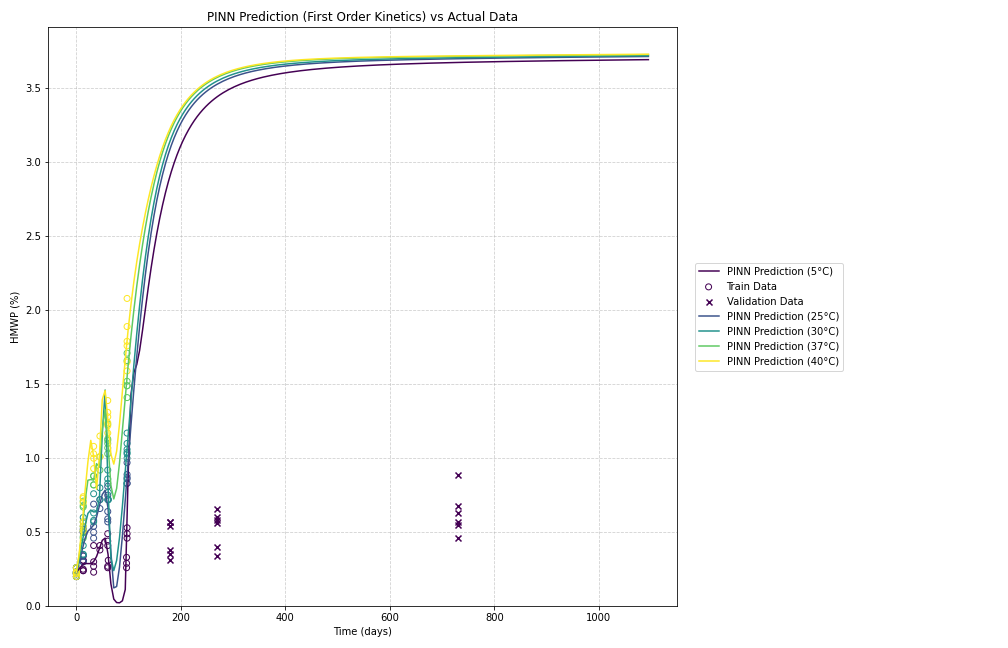 PINN Prediction (First Order Kinetics) vs Actual Data
HMWP (%)
3.5
3.0
2.5
2.0
1.5
1.0
0.5
0.0
0 200 400 600 800 1000
Time (days)
PINN Prediction (5°C)
Train Data
Validation Data
PINN Prediction (25°C)
PINN Prediction (30°C)
PINN Prediction (37°C)
PINN Prediction (40°C)